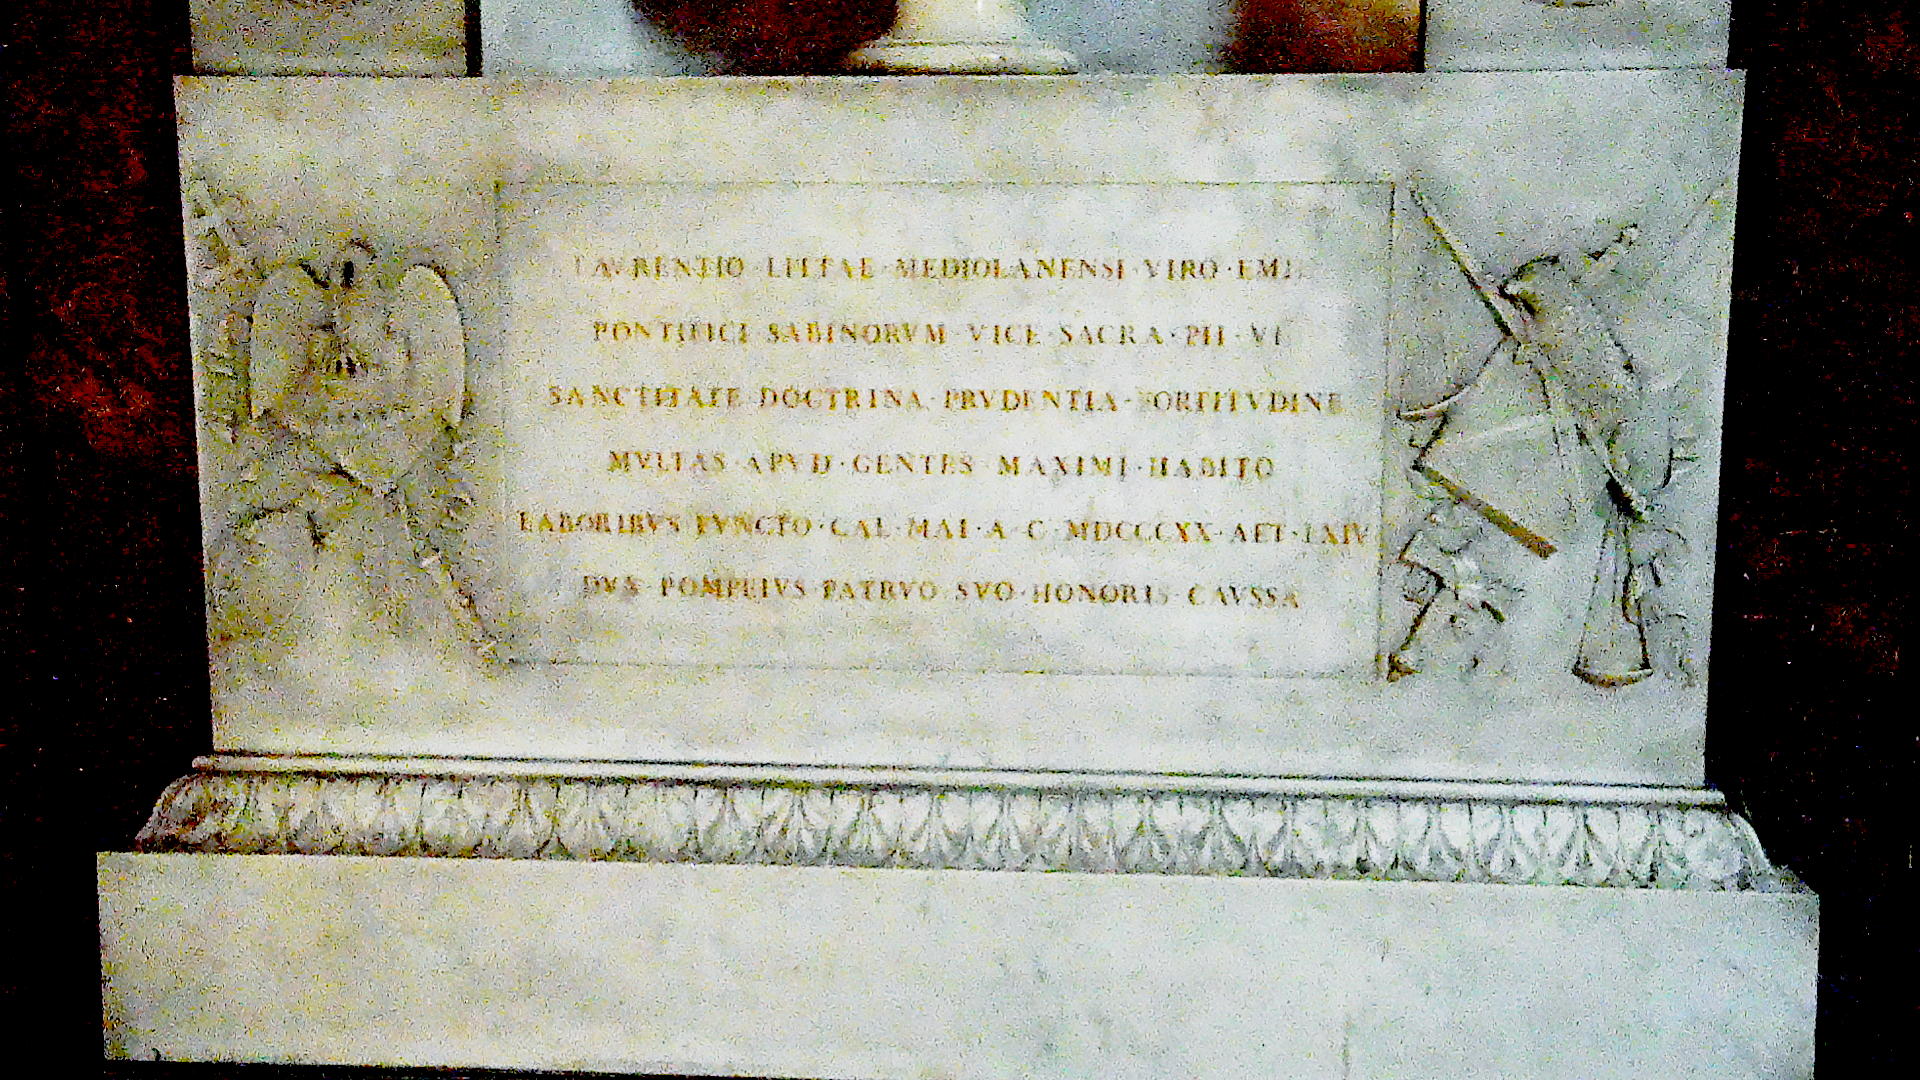 LAVRENTIO · LITTAE · MEDIOLANENSI · VIRO · EMI
PONTIFICI SABINORVM · VICE · SACRA · PII · VI
SANCTITATE DOCTRINA · PRVDENTIA · FORTITVDINE
MVLTAS · APVD · GENTES · MAXIMI · HABITO
LABORIBVS FVNCTO · CAL · MAI · A · C · MDCCCXX · AET · LXIV
DVX · POMPEIVS PATRVO SVO · HONORIS · CAVSSA